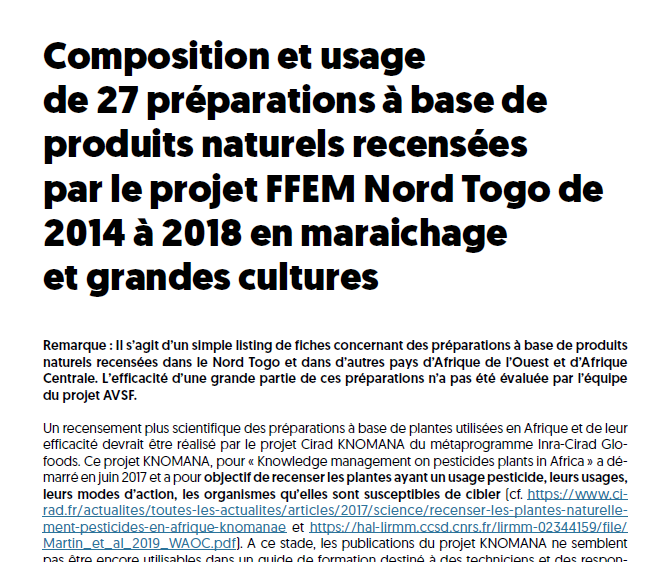 Composition et usage
de 27 préparations à base de
produits naturels recensées
par le projet FFEM Nord Togo de
2014 à 2018 en maraichage
et grandes cultures
Remarque : Il s’agit d’un simple listing de fiches concernant des préparations à base de produits
naturels recensées dans le Nord Togo et dans d’autres pays d’Afrique de l’Ouest et d’Afrique
Centrale. L’efficacité d’une grande partie de ces préparations n’a pas été évaluée par l’équipe
du projet AVSF.
Un recensement plus scientifique des préparations à base de plantes utilisées en Afrique et de leur
efficacité devrait être réalisé par le projet Cirad KNOMANA du métaprogramme Inra-Cirad Glo-
foods. Ce projet KNOMANA, pour « Knowledge management on pesticides plants in Africa » a dé-
marré en juin 2017 et a pour objectif de recenser les plantes ayant un usage pesticide, leurs usages,
leurs modes d’action, les organismes qu’elles sont susceptibles de cibler (cf. https://www.ci-
rad.fr/actualites/toutes-les-actualites/articles/2017/science/recenser-les-plantes-naturelle-
ment-pesticides-en-afrique-knomanae et https://hal-lirmm.ccsd.cnrs.fr/lirmm-02344159/file/
Martin_et_al_2019_WAOC.pdf). A ce stade, les publications du projet KNOMANA ne semblent
pas être encore utilisables dans un guide de formation destiné à des techniciens et des respon-